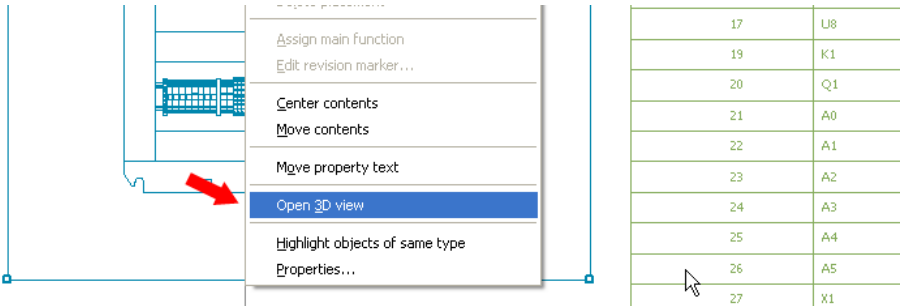 Assign main function
Edit revision marker...
Center contents
Move contents
Move property text
Open 3D view
Highlight objects of same type
Properties...
17 U8
19 K1
20 Q1
21 A0
22 A1
23 A2
24 A3
25 A4
26 A5
27 X1